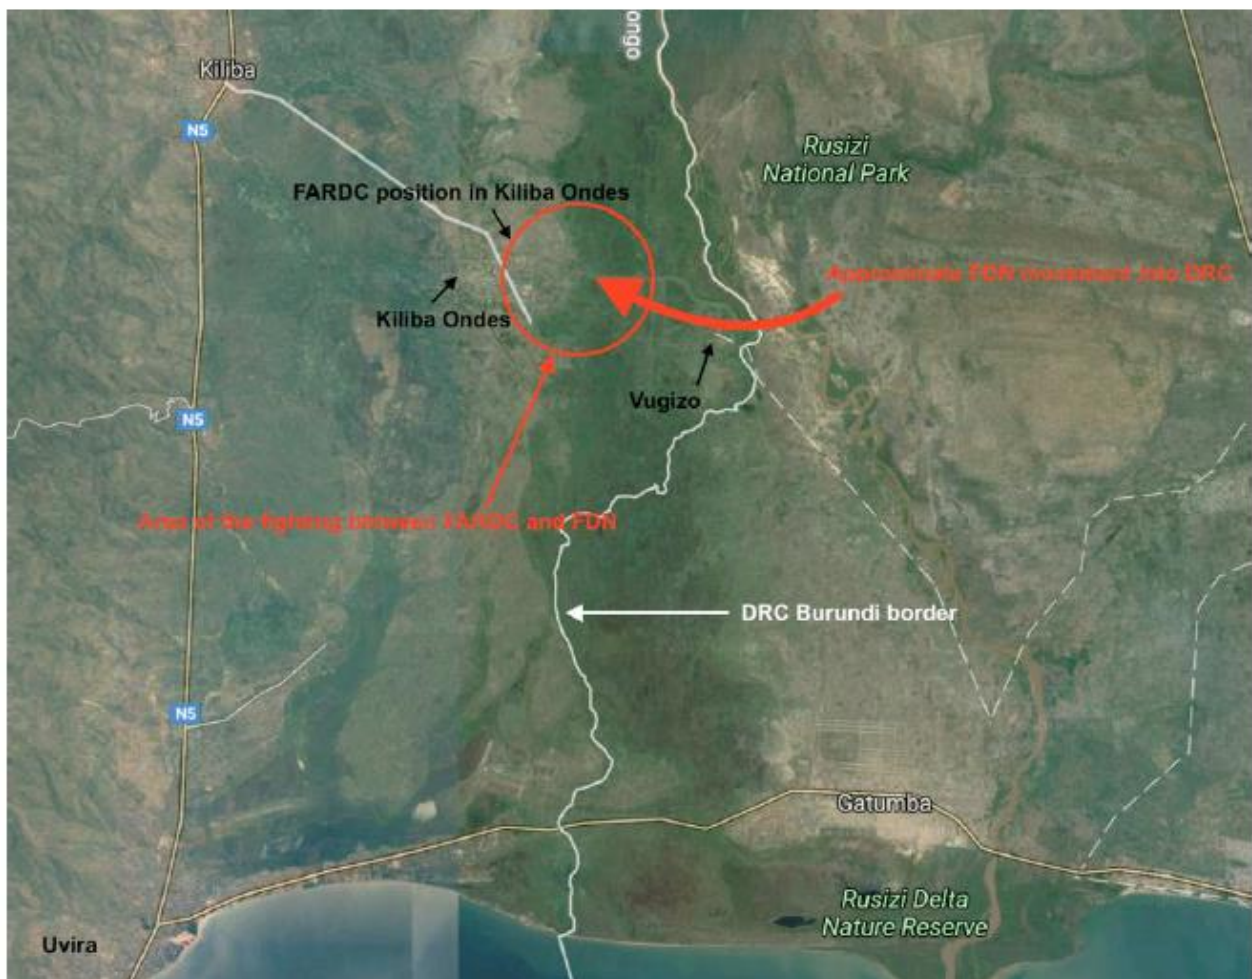 ongo
Kiliba
N5
Rusizi
National Park
FARDC position in Kiliba Ondes
Approximate FDN movement into DRC
Kiliba Ondes
Vugizo
N5
Area of the fighting between FARDC and FDN
DRC Burundi border
N5
Gatumba
Rusizi Delta
Nature Reserve
Uvira